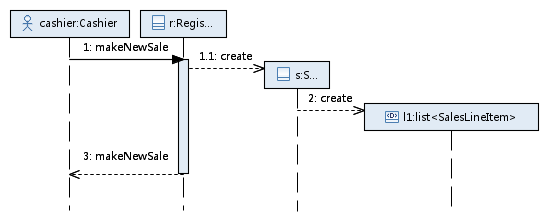 cashier:Cashier
r:Regis...
1: makeNewSale
1.1: create
s:S...
2: create
<D> l1:list<SalesLineItem>
3: makeNewSale